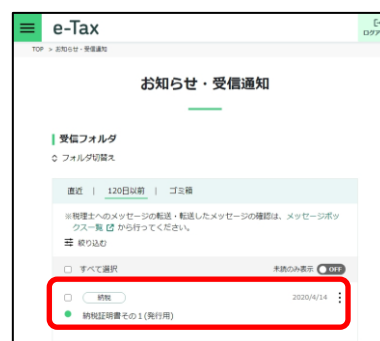 e-Tax
ログア
TOP > お知らせ・受信通知
お知らせ・受信通知
受信フォルダ
フォルダ切替え
直近 | 120日以前 | ゴミ箱
※税理士へのメッセージの転送・転送したメッセージの確認は、メッセージボッ
クス一覧 から行ってください。
絞り込む
すべて選択 未読のみ表示 OFF
納税 2020/4/14
納税証明書その1(発行用)